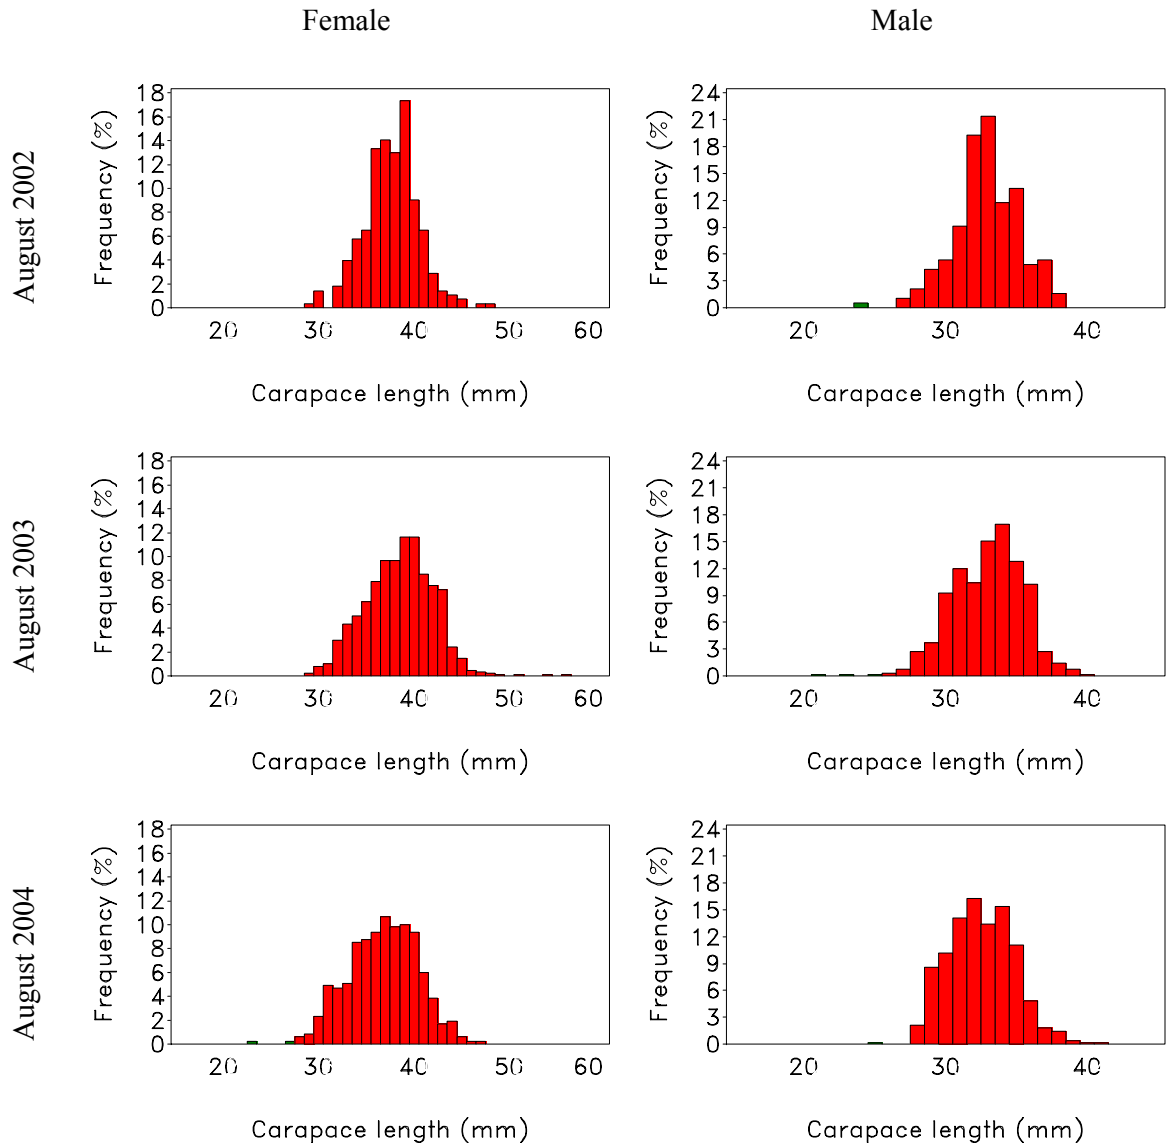 Female Male
August 2002
Frequency (%)
18
16
14
12
10
8
6
4
2
0
20 30 40 50 60
Carapace length (mm)
Frequency (%)
24
21
18
15
12
9
6
3
0
20 30 40
Carapace length (mm)
August 2003
Frequency (%)
18
16
14
12
10
8
6
4
2
0
20 30 40 50 60
Carapace length (mm)
Frequency (%)
24
21
18
15
12
9
6
3
0
20 30 40
Carapace length (mm)
August 2004
Frequency (%)
18
16
14
12
10
8
6
4
2
0
20 30 40 50 60
Carapace length (mm)
Frequency (%)
24
21
18
15
12
9
6
3
0
20 30 40
Carapace length (mm)